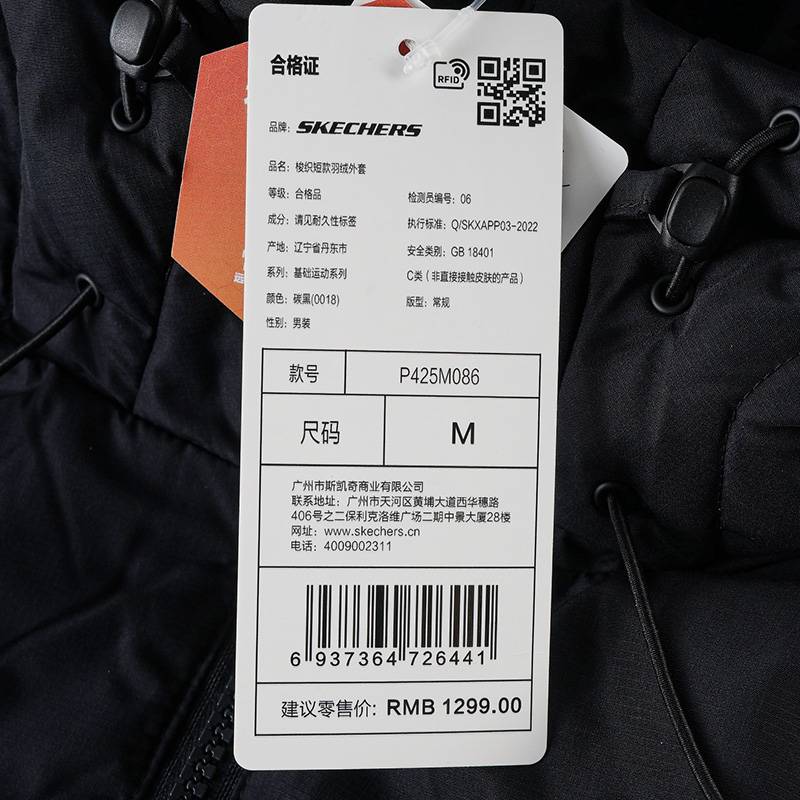 合格证
RFID
品牌: SKECHERS
品名: 梭织短款羽绒外套
等级: 合格品
检测员编号: 06
成分: 请见耐久性标签
执行标准: Q/SKXAPP03-2022
产地: 辽宁省丹东市
安全类别: GB 18401
系列: 基础运动系列
C类（非直接接触皮肤的产品）
颜色: 碳黑(0018)
版型: 常规
性别: 男装
款号 P425M086
尺码 M
广州市斯凯奇商业有限公司
联系地址: 广州市天河区黄埔大道西华穗路
406号之二保利克洛维广场二期中景大厦28楼
网址: www.skechers.cn
电话: 4009002311
6 937364 726441
建议零售价: RMB 1299.00